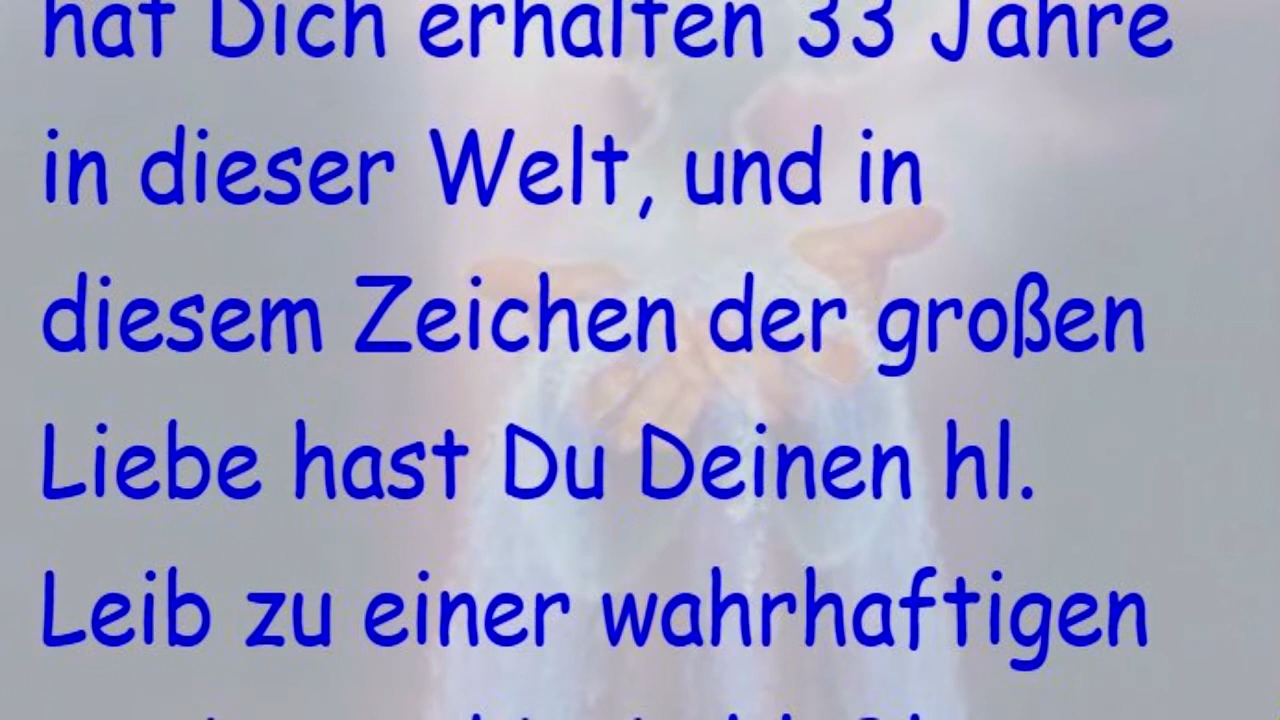 hat Dich erhalten 33 Jahre
in dieser Welt, und in
diesem Zeichen der großen
Liebe hast Du Deinen hl.
Leib zu einer wahrhaftigen